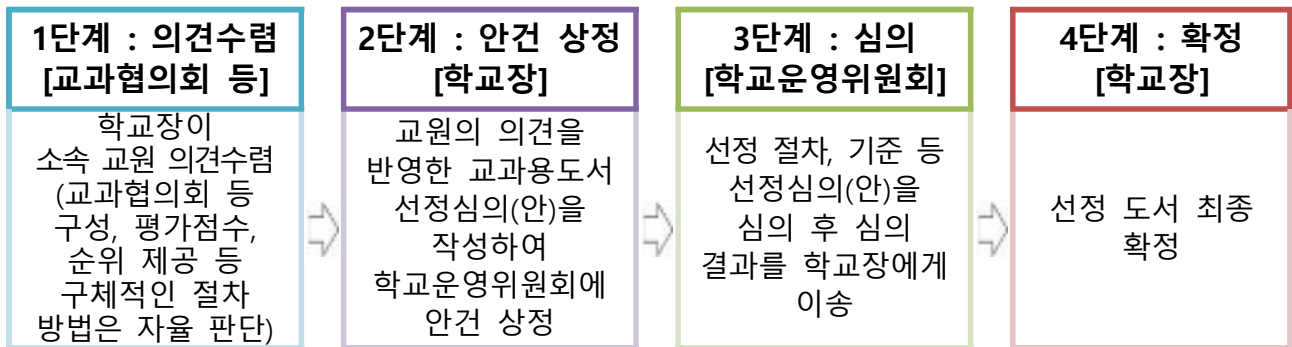 1단계 : 의견수렴
[교과협의회 등]
학교장이
소속 교원 의견수렴
(교과협의회 등
구성, 평가점수,
순위 제공 등
구체적인 절차
방법은 자율 판단)
2단계 : 안건 상정
[학교장]
교원의 의견을
반영한 교과용도서
선정심의(안)을
작성하여
학교운영위원회에
안건 상정
3단계 : 심의
[학교운영위원회]
선정 절차, 기준 등
선정심의(안)을
심의 후 심의
결과를 학교장에게
이송
4단계 : 확정
[학교장]
선정 도서 최종
확정